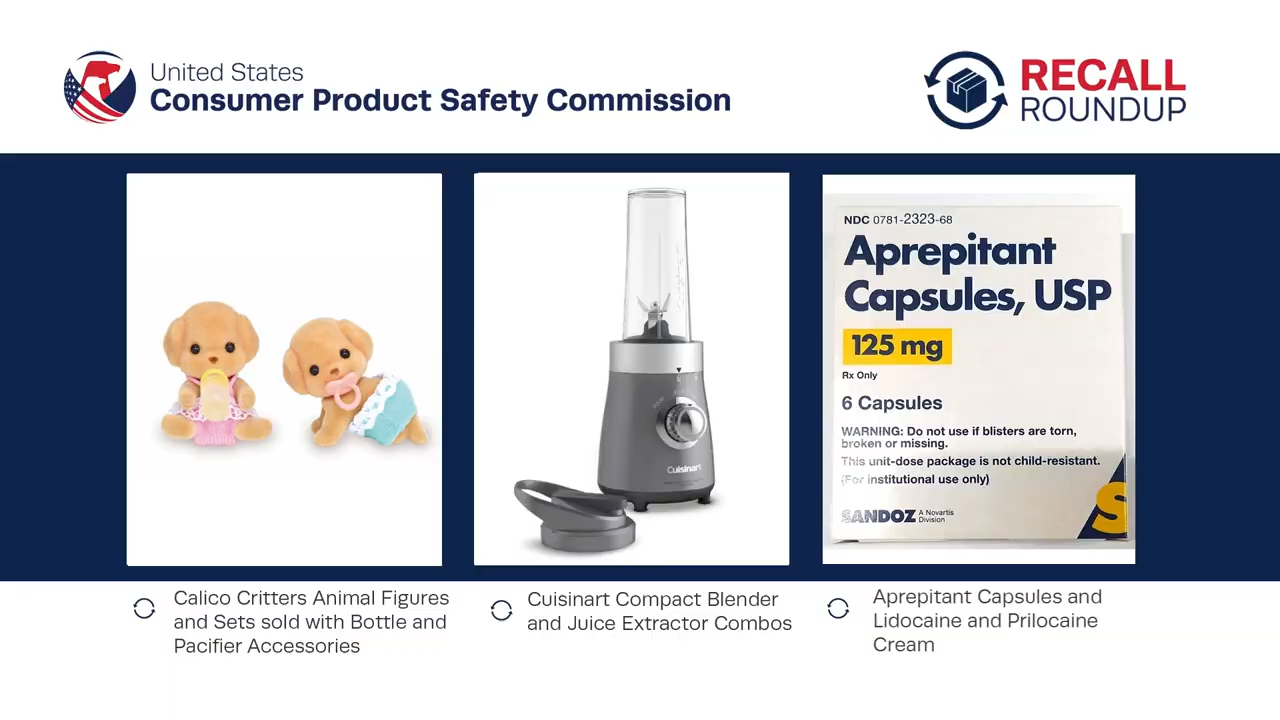 United States
Consumer Product Safety Commission
RECALL
ROUNDUP
NDC 0781-2323-68
Aprepitant
Capsules, USP
125 mg
Rx Only
6 Capsules
WARNING: Do not use if blisters are torn,
broken or missing.
This unit-dose package is not child-resistant.
(For institutional use only)
SANDOZ A Novartis
Division
S
PULSE
Cuisinart
Calico Critters Animal Figures
and Sets sold with Bottle and
Pacifier Accessories
Cuisinart Compact Blender
and Juice Extractor Combos
Aprepitant Capsules and
Lidocaine and Prilocaine
Cream